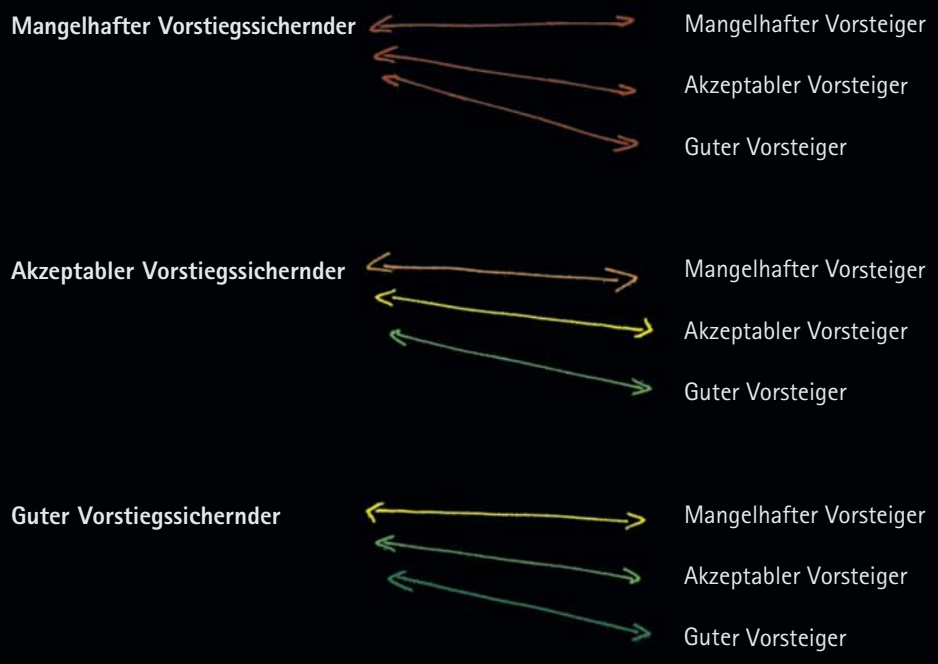 Mangelhafter Vorstiegssichernder
Mangelhafter Vorsteiger
Akzeptabler Vorsteiger
Guter Vorsteiger
Akzeptabler Vorstiegssichernder
Mangelhafter Vorsteiger
Akzeptabler Vorsteiger
Guter Vorsteiger
Guter Vorstiegssichernder
Mangelhafter Vorsteiger
Akzeptabler Vorsteiger
Guter Vorsteiger